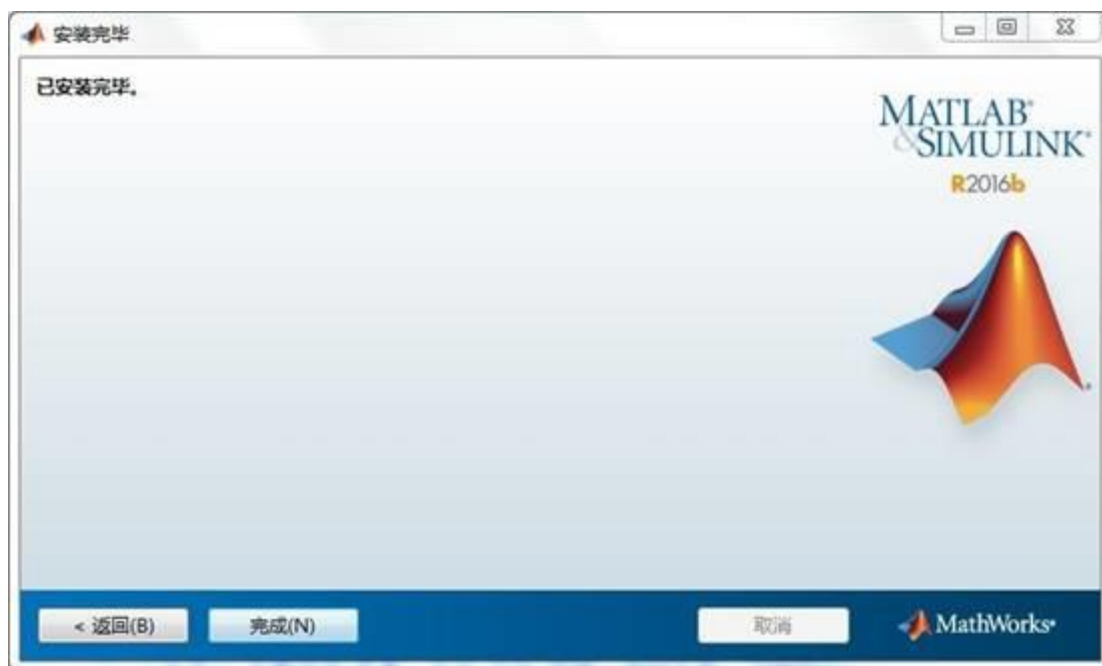 安装完毕
已安装完毕。
MATLAB®
&SIMULINK®
R2016b
< 返回(B)
完成(N)
取消
MathWorks®